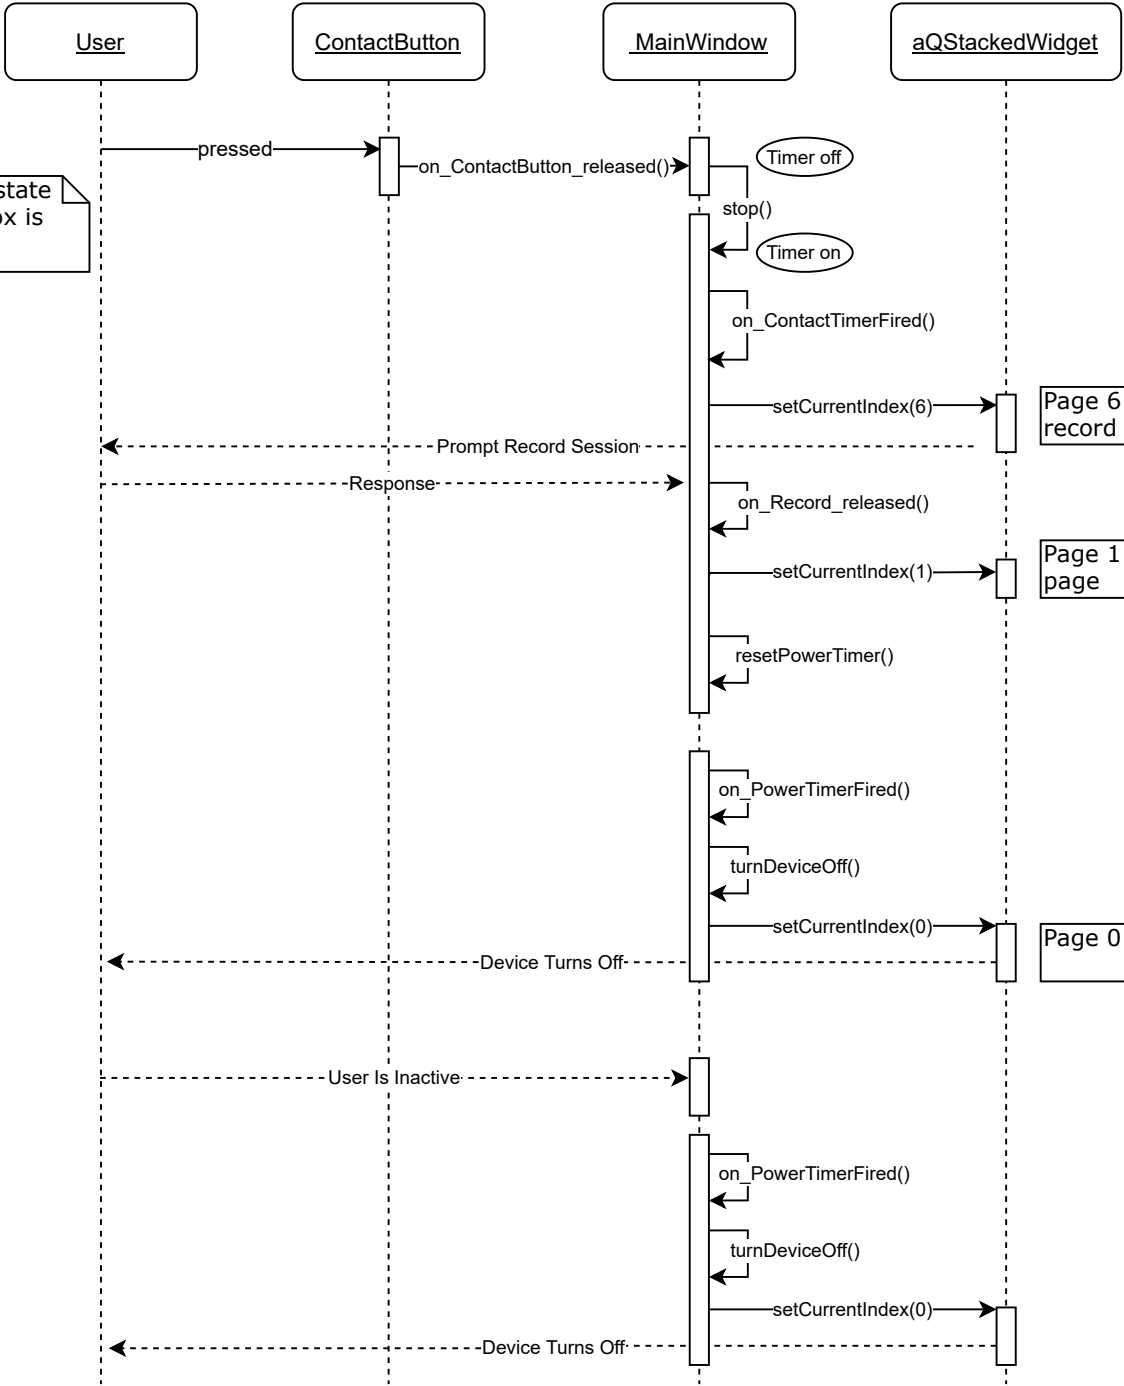 User
ContactButton
MainWindow
aQStackedWidget
pressed
on_ContactButton_released()
Timer off
state
is
stop()
Timer on
on_ContactTimerFired()
setCurrentIndex(6)
Page 6
record
Prompt Record Session
Response
on_Record_released()
setCurrentIndex(1)
Page 1
page
resetPowerTimer()
on_PowerTimerFired()
turnDeviceOff()
setCurrentIndex(0)
Page 0
Device Turns Off
User Is Inactive
on_PowerTimerFired()
turnDeviceOff()
setCurrentIndex(0)
Device Turns Off